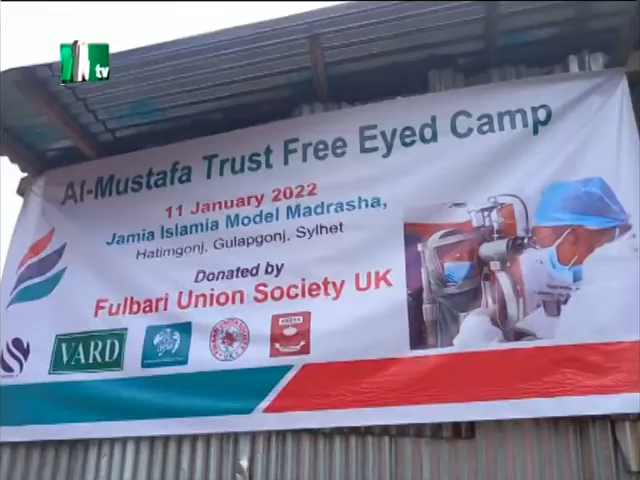 tv
Al-Mustafa Trust Free Eyed Camp
11 January 2022
Jamia Islamia Model Madrasha,
Hatimgonj, Gulapgonj, Sylhet
Donated by
Fulbari Union Society UK
VARD